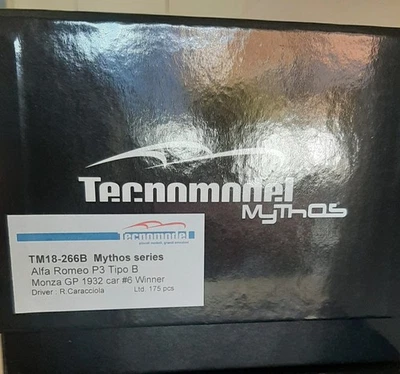 Tecnomodel
Mythos
Tecnomodel
TM18-266B Mythos series
Alfa Romeo P3 Tipo B
Monza GP 1932 car #6 Winner
Driver : R.Caracciola Ltd. 175 pcs